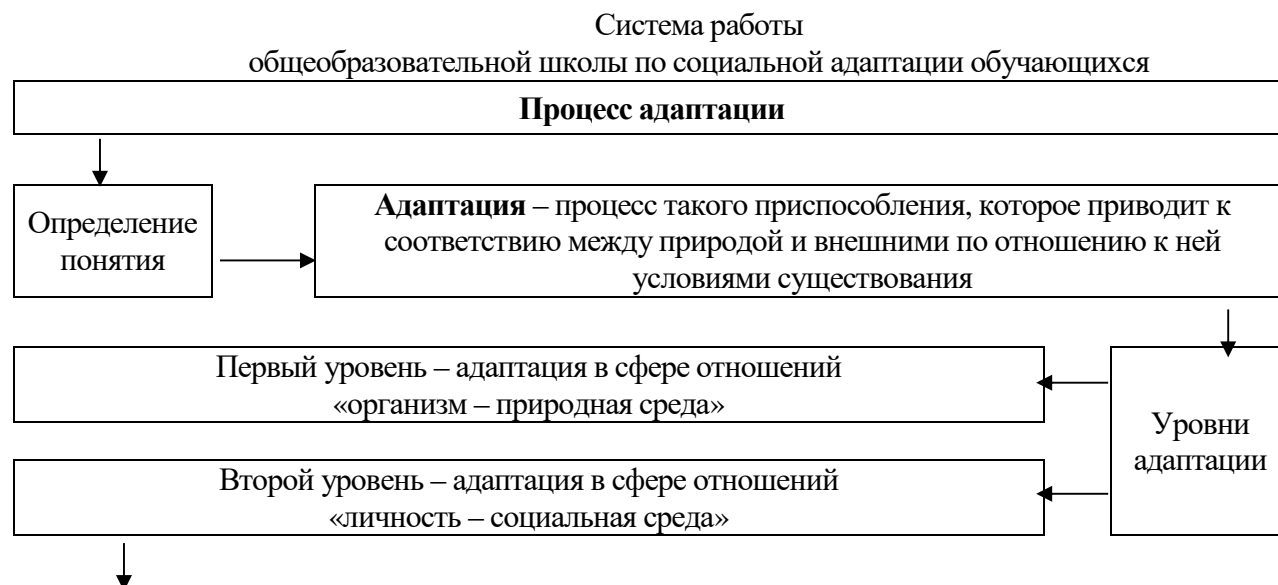 Система работы
общеобразовательной школы по социальной адаптации обучающихся
Процесс адаптации
Определение
понятия
Адаптация – процесс такого приспособления, которое приводит к
соответствию между природой и внешними по отношению к ней
условиями существования
Первый уровень – адаптация в сфере отношений
«организм – природная среда»
Уровни
адаптации
Второй уровень – адаптация в сфере отношений
«личность – социальная среда»